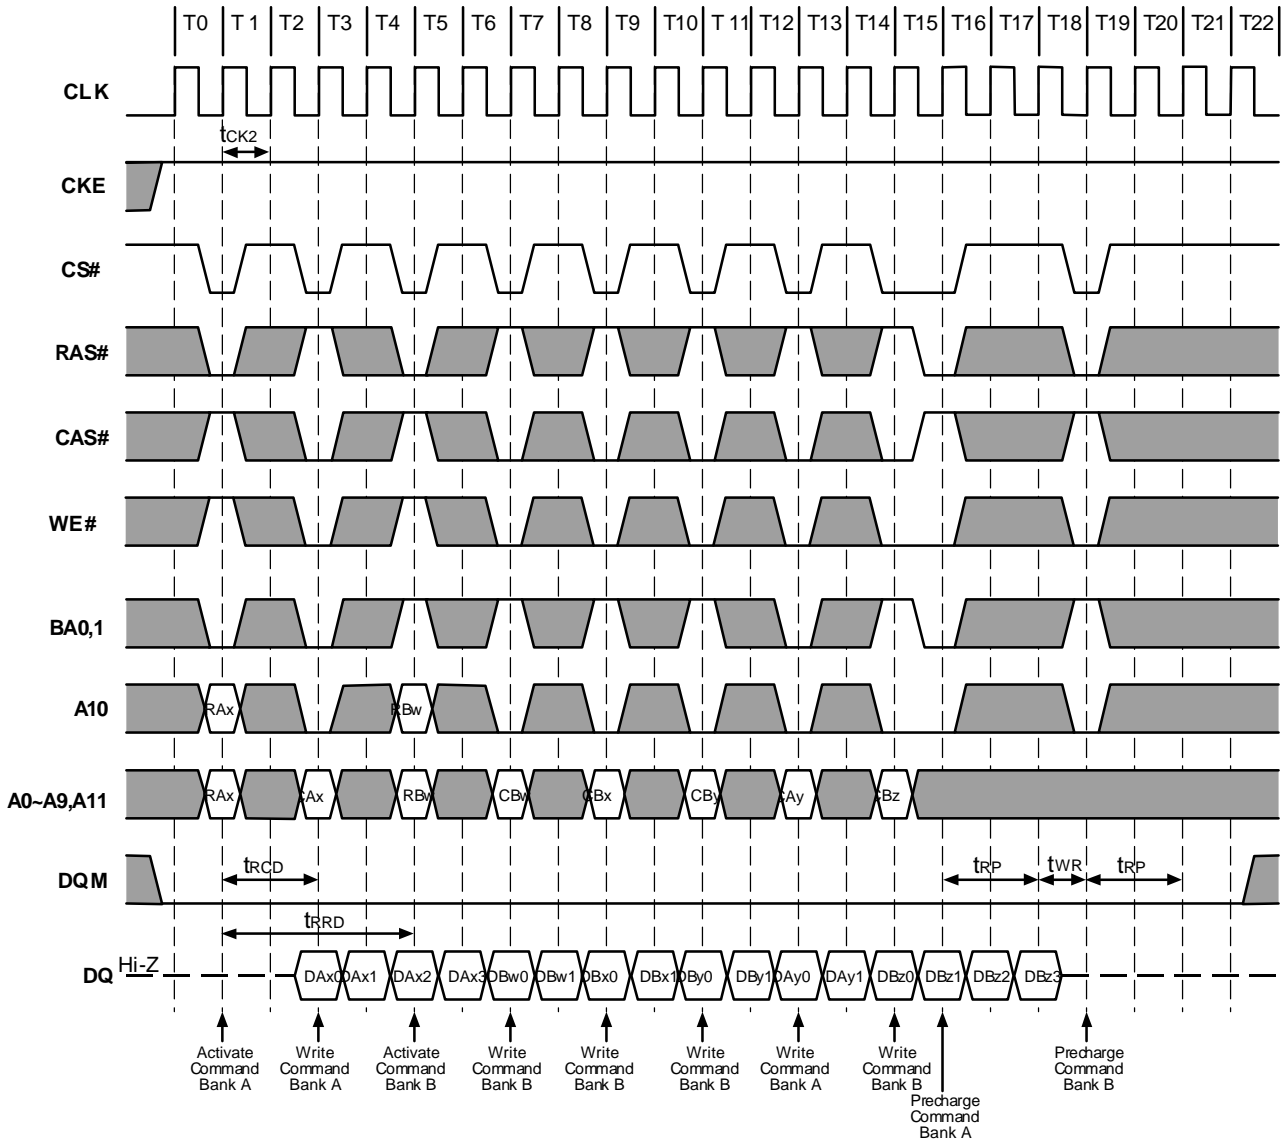 T0 T 1 T2 T3 T4 T5 T6 T7 T8 T9 T10 T 11 T12 T13 T14 T15 T16 T17 T18 T19 T20 T21 T22
CLK
tCK2
CKE
CS#
RAS#
CAS#
WE#
BA0,1
A10
RAx RBw
A0~A9,A11
RAx CAx RBw CBw CBx CBy CAy CBz
DQM
tRCD tRP tWR tRP
tRRD
DQ Hi-Z
DAx0 DAx1 DAx2 DAx3 DBw0 DBw1 DBx0 DBx1 DBy0 DBy1 DAy0 DAy1 DBz0 DBz1 DBz2 DBz3
Activate Command Bank A
Write Command Bank A
Activate Command Bank B
Write Command Bank B
Write Command Bank B
Write Command Bank B
Write Command Bank A
Write Command Bank B
Precharge Command Bank A
Precharge Command Bank B